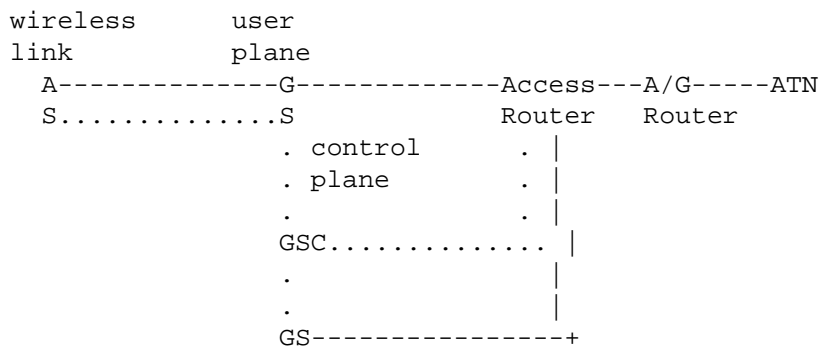 wireless user
link plane
A--------------G-------------Access---A/G-----ATN
S..............S Router Router
. control . |
. plane . |
. . |
GSC.............. |
. |
. |
GS----------------+